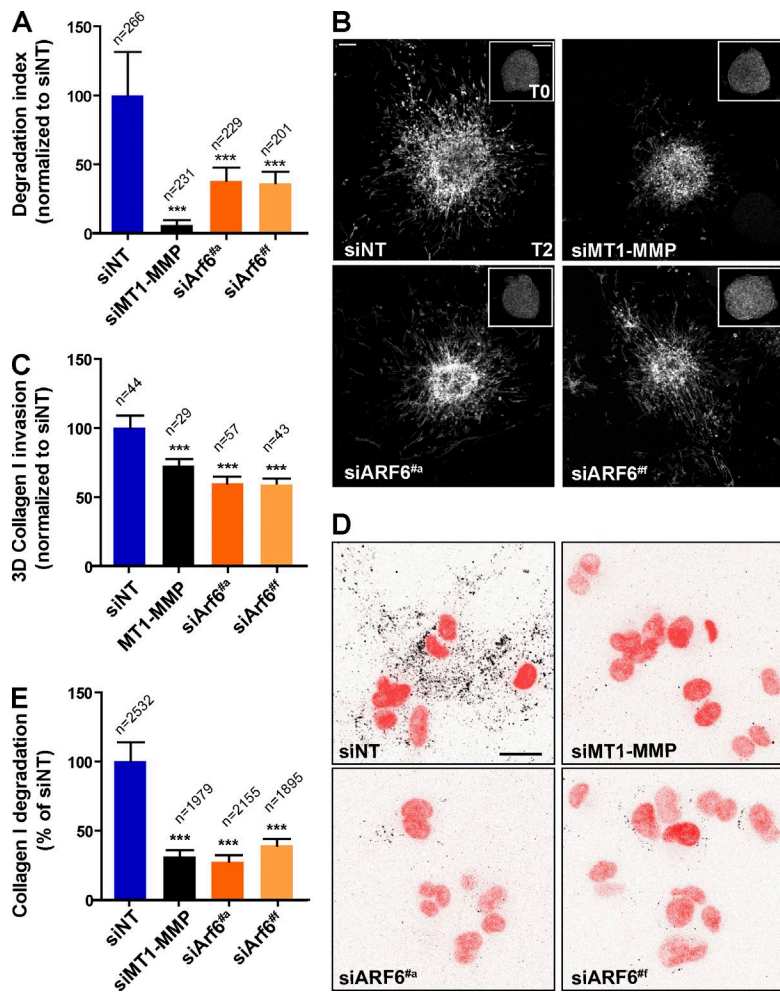 A
Degradation index
(normalized to siNT)
150
100
50
0
n=266
n=231
n=229
n=201
***
***
***
siNT
siMT1-MMP
siArf6#a
siArf6#f
B
T0
siNT
T2
siMT1-MMP
siARF6#a
siARF6#f
C
3D Collagen I invasion
(normalized to siNT)
150
100
50
0
n=44
n=29
n=57
n=43
***
***
***
siNT
MT1-MMP
siArf6#a
siArf6#f
D
siNT
siMT1-MMP
siARF6#a
siARF6#f
E
Collagen I degradation
(% of siNT)
150
100
50
0
n=2532
n=1979
n=2155
n=1895
***
***
***
siNT
siMT1-MMP
siArf6#a
siArf6#f